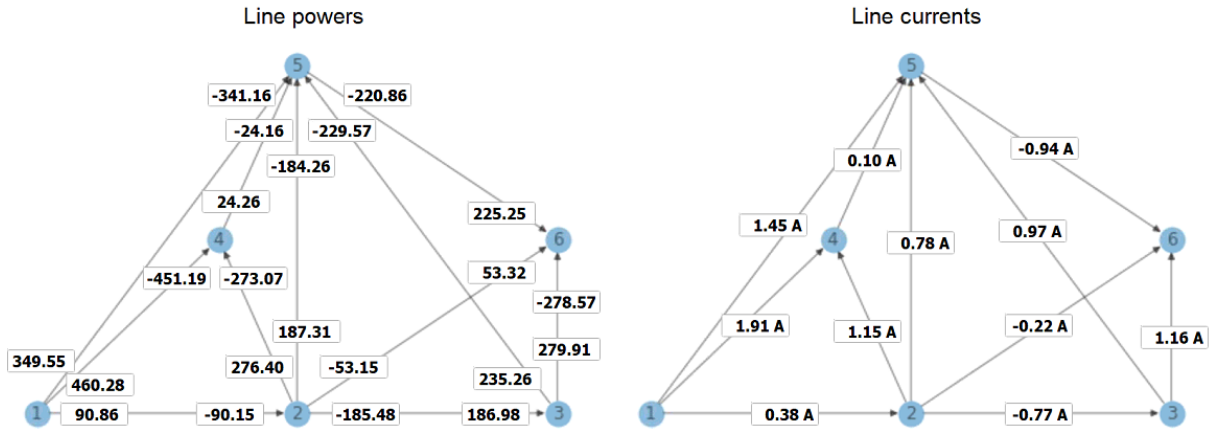 Line powers
Line currents
5
5
-341.16
-220.86
-24.16
-229.57
-0.94 A
-184.26
0.10 A
24.26
225.25
1.45 A
0.97 A
4
6
4
0.78 A
6
-451.19
-273.07
53.32
-278.57
1.91 A
1.15 A
-0.22 A
187.31
1.16 A
349.55
276.40
-53.15
279.91
460.28
235.26
1
90.86
-90.15
2
-185.48
186.98
3
1
0.38 A
2
-0.77 A
3